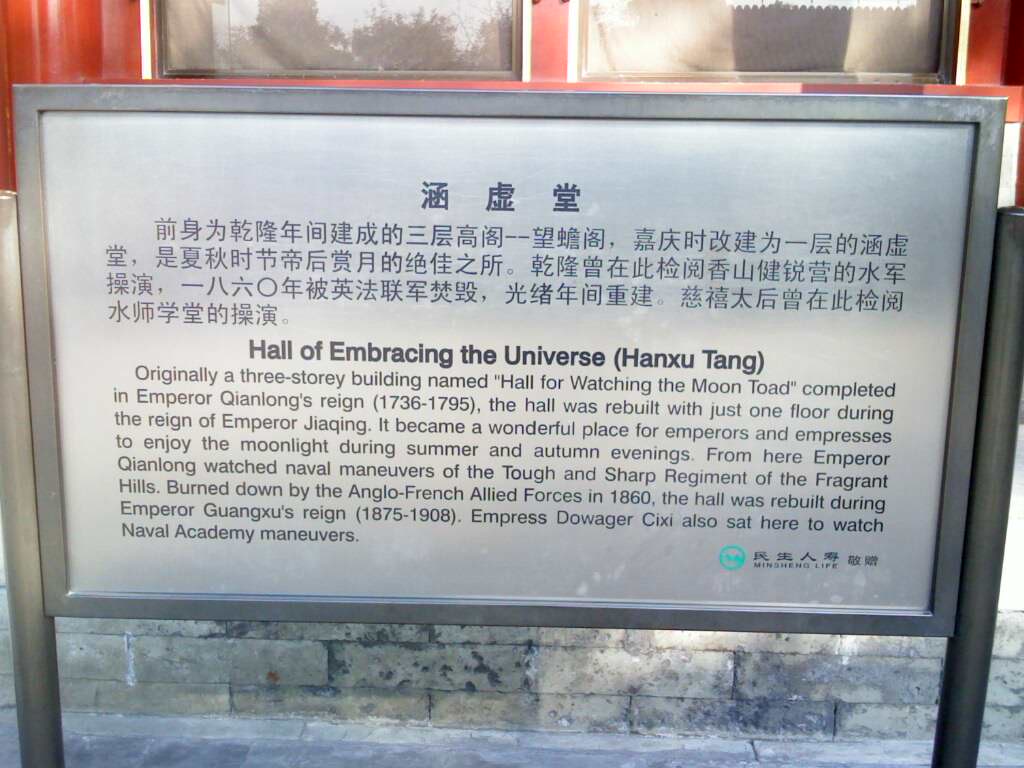 涵虚堂
前身为乾隆年间建成的三层高阁--望蟾阁，嘉庆时改建为一层的涵虚
堂，是夏秋时节帝后赏月的绝佳之所。乾隆曾在此检阅香山健锐营的水军
操演，一八六〇年被英法联军焚毁，光绪年间重建。慈禧太后曾在此检阅
水师学堂的操演。
Hall of Embracing the Universe (Hanxu Tang)
Originally a three-storey building named "Hall for Watching the Moon Toad" completed
in Emperor Qianlong's reign (1736-1795), the hall was rebuilt with just one floor during
the reign of Emperor Jiaqing. It became a wonderful place for emperors and empresses
to enjoy the moonlight during summer and autumn evenings. From here Emperor
Qianlong watched naval maneuvers of the Tough and Sharp Regiment of the Fragrant
Hills. Burned down by the Anglo-French Allied Forces in 1860, the hall was rebuilt during
Emperor Guangxu's reign (1875-1908). Empress Dowager Cixi also sat here to watch
Naval Academy maneuvers.
民生人寿 敬赠
MINSHENG LIFE